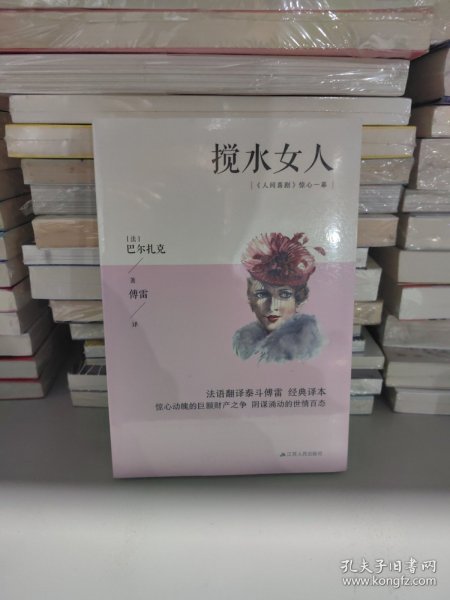 搅水女人
《人间喜剧》惊心一幕
[法]
巴尔扎克
著
傅雷
译
法语翻译泰斗傅雷 经典译本
惊心动魄的巨额财产之争 阴谋涌动的世情百态
江苏人民出版社
孔夫子旧书网
www.kongfz.com